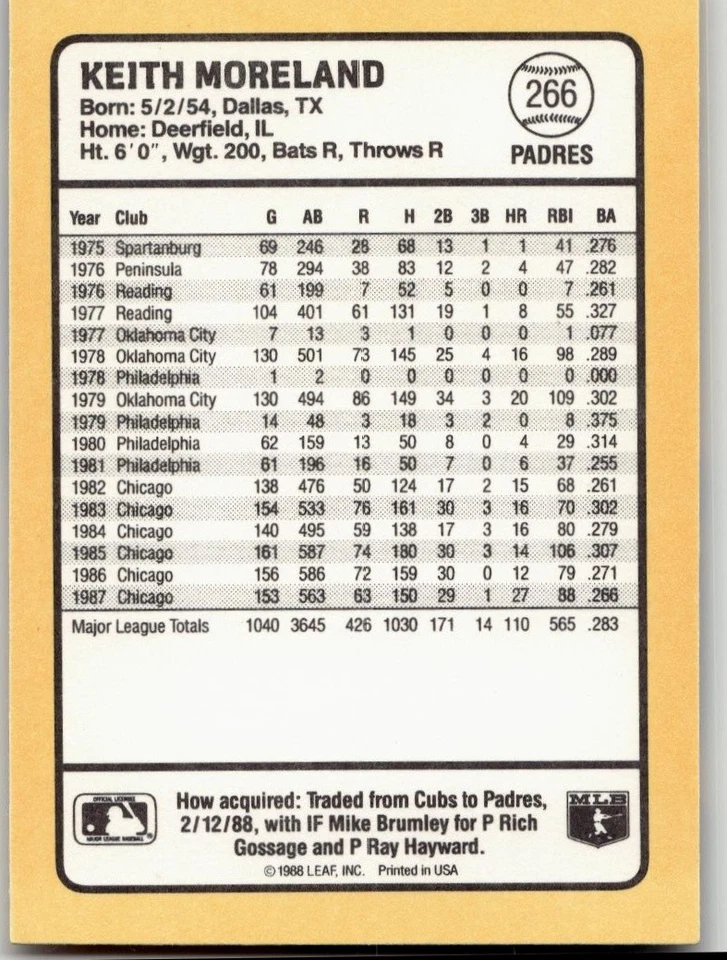 KEITH MORELAND
Born: 5/2/54, Dallas, TX
Home: Deerfield, IL
Ht. 6'0", Wgt. 200, Bats R, Throws R
266
PADRES
Year Club G AB R H 2B 3B HR RBI BA
1975 Spartanburg 69 246 28 68 13 1 1 41 .276
1976 Peninsula 78 294 38 83 12 2 4 47 .282
1976 Reading 61 199 7 52 5 0 0 7 .261
1977 Reading 104 401 61 131 19 1 8 55 .327
1977 Oklahoma City 7 13 3 1 0 0 0 1 .077
1978 Oklahoma City 130 501 73 145 25 4 16 98 .289
1978 Philadelphia 1 2 0 0 0 0 0 0 .000
1979 Oklahoma City 130 494 86 149 34 3 20 109 .302
1979 Philadelphia 14 48 3 18 3 2 0 8 .375
1980 Philadelphia 62 159 13 50 8 0 4 29 .314
1981 Philadelphia 61 196 16 50 7 0 6 37 .255
1982 Chicago 138 476 50 124 17 2 15 68 .261
1983 Chicago 154 533 76 161 30 3 16 70 .302
1984 Chicago 140 495 59 138 17 3 16 80 .279
1985 Chicago 161 587 74 180 30 3 14 106 .307
1986 Chicago 156 586 72 159 30 0 12 79 .271
1987 Chicago 153 563 63 150 29 1 27 88 .266
Major League Totals 1040 3645 426 1030 171 14 110 565 .283
OFFICIAL LICENSEE
MAJOR LEAGUE BASEBALL
How acquired: Traded from Cubs to Padres,
2/12/88, with IF Mike Brumley for P Rich
Gossage and P Ray Hayward.
MLB
© 1988 LEAF, INC. Printed in USA